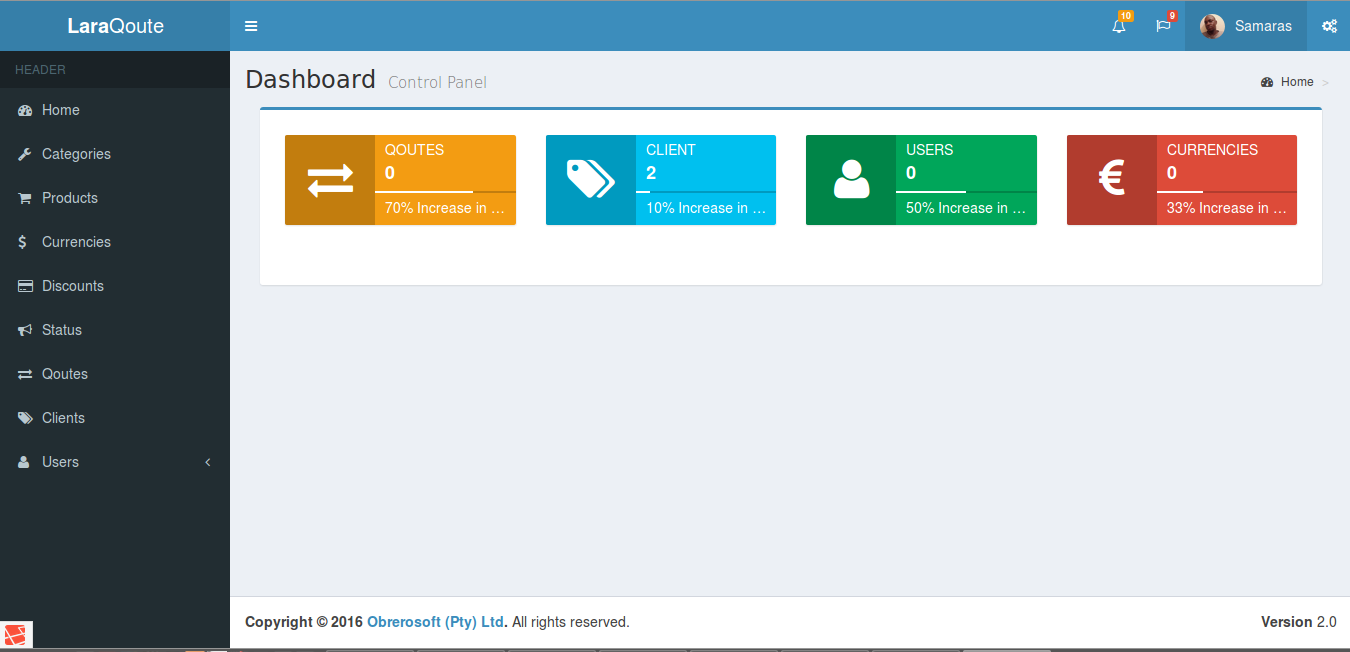 LaraQoute
10
9
Samaras
HEADER
Home
Categories
Products
Currencies
Discounts
Status
Qoutes
Clients
Users
Dashboard Control Panel
Home >
QOUTES
0
70% Increase in ...
CLIENT
2
10% Increase in ...
USERS
0
50% Increase in ...
CURRENCIES
0
33% Increase in ...
Copyright © 2016 Obrerosoft (Pty) Ltd. All rights reserved.
Version 2.0